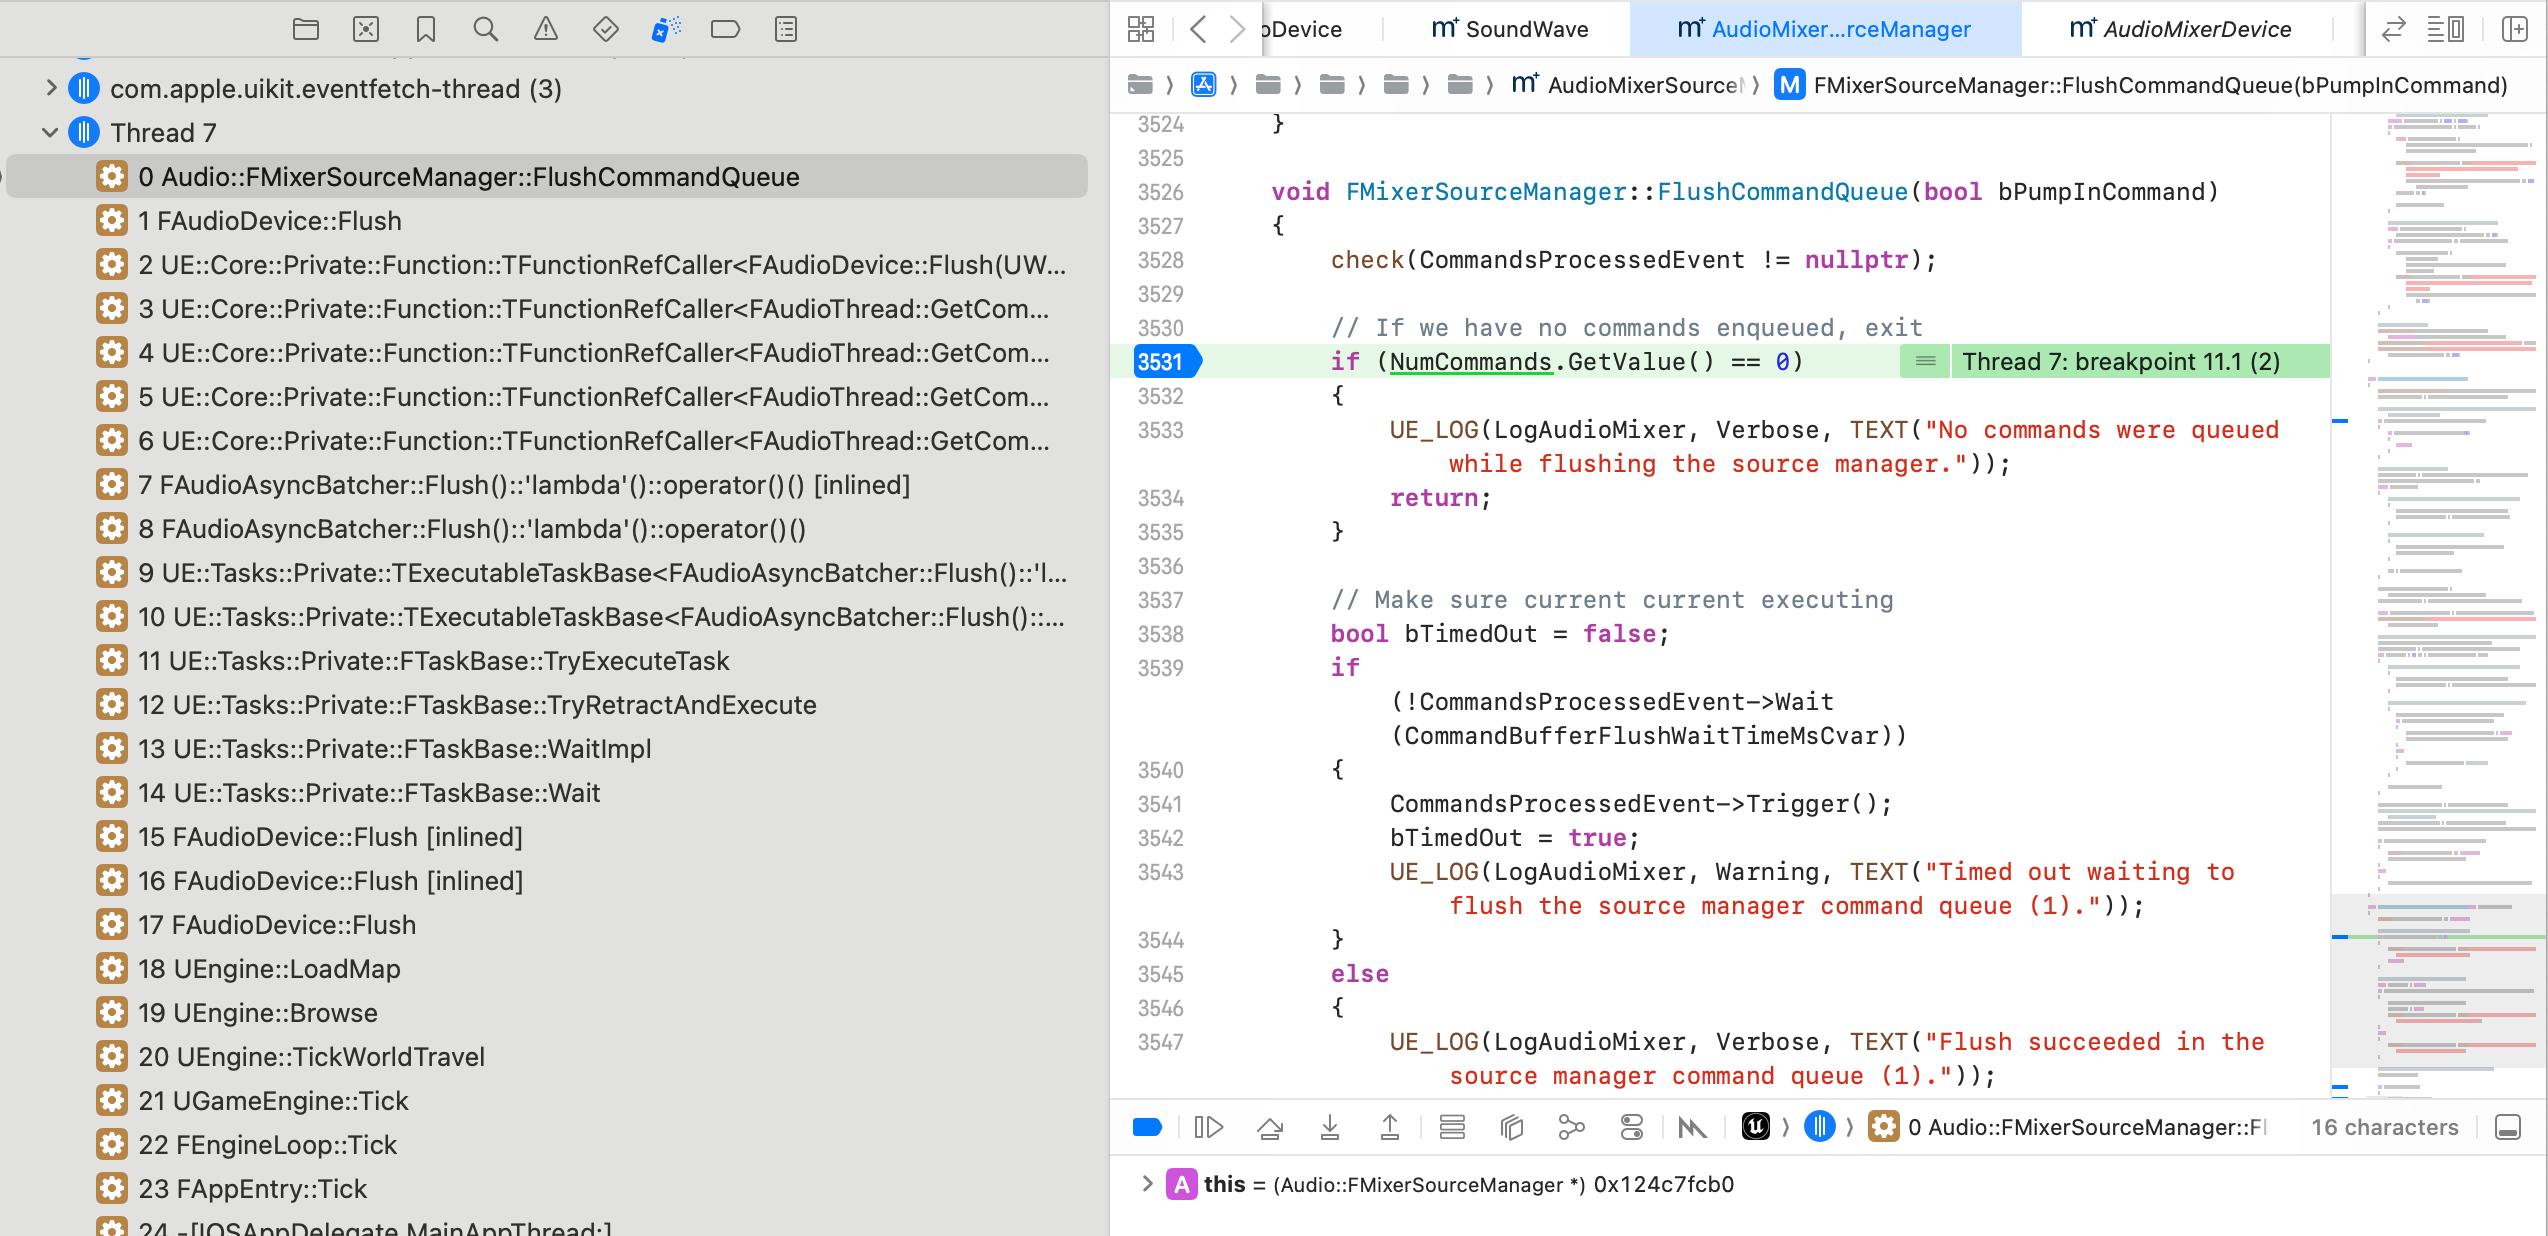 com.apple.uikit.eventfetch-thread (3)
Thread 7
0 Audio::FMixerSourceManager::FlushCommandQueue
1 FAudioDevice::Flush
2 UE::Core::Private::Function::TFunctionRefCaller<FAudioDevice::Flush(UW...
3 UE::Core::Private::Function::TFunctionRefCaller<FAudioThread::GetCom...
4 UE::Core::Private::Function::TFunctionRefCaller<FAudioThread::GetCom...
5 UE::Core::Private::Function::TFunctionRefCaller<FAudioThread::GetCom...
6 UE::Core::Private::Function::TFunctionRefCaller<FAudioThread::GetCom...
7 FAudioAsyncBatcher::Flush()::'lambda'()::operator()() [inlined]
8 FAudioAsyncBatcher::Flush()::'lambda'()::operator()()
9 UE::Tasks::Private::TExecutableTaskBase<FAudioAsyncBatcher::Flush()::'l...
10 UE::Tasks::Private::TExecutableTaskBase<FAudioAsyncBatcher::Flush()::...
11 UE::Tasks::Private::FTaskBase::TryExecuteTask
12 UE::Tasks::Private::FTaskBase::TryRetractAndExecute
13 UE::Tasks::Private::FTaskBase::WaitImpl
14 UE::Tasks::Private::FTaskBase::Wait
15 FAudioDevice::Flush [inlined]
16 FAudioDevice::Flush [inlined]
17 FAudioDevice::Flush
18 UEngine::LoadMap
19 UEngine::Browse
20 UEngine::TickWorldTravel
21 UGameEngine::Tick
22 FEngineLoop::Tick
23 FAppEntry::Tick
24 -[IOSAppDelegate MainAppThread:]
oDevice
m+ SoundWave
m+ AudioMixer...rceManager
m+ AudioMixerDevice
m+ AudioMixerSource
M FMixerSourceManager::FlushCommandQueue(bPumpInCommand)
3524 }
3525
3526 void FMixerSourceManager::FlushCommandQueue(bool bPumpInCommand)
3527 {
3528 check(CommandsProcessedEvent != nullptr);
3529
3530 // If we have no commands enqueued, exit
3531 if (NumCommands.GetValue() == 0) Thread 7: breakpoint 11.1 (2)
3532 {
3533 UE_LOG(LogAudioMixer, Verbose, TEXT("No commands were queued
while flushing the source manager."));
3534 return;
3535 }
3536
3537 // Make sure current current executing
3538 bool bTimedOut = false;
3539 if
(!CommandsProcessedEvent->Wait
(CommandBufferFlushWaitTimeMsCvar))
3540 {
3541 CommandsProcessedEvent->Trigger();
3542 bTimedOut = true;
3543 UE_LOG(LogAudioMixer, Warning, TEXT("Timed out waiting to
flush the source manager command queue (1)."));
3544 }
3545 else
3546 {
3547 UE_LOG(LogAudioMixer, Verbose, TEXT("Flush succeeded in the
source manager command queue (1)."));
0 Audio::FMixerSourceManager::Fl
16 characters
A this = (Audio::FMixerSourceManager *) 0x124c7fcb0